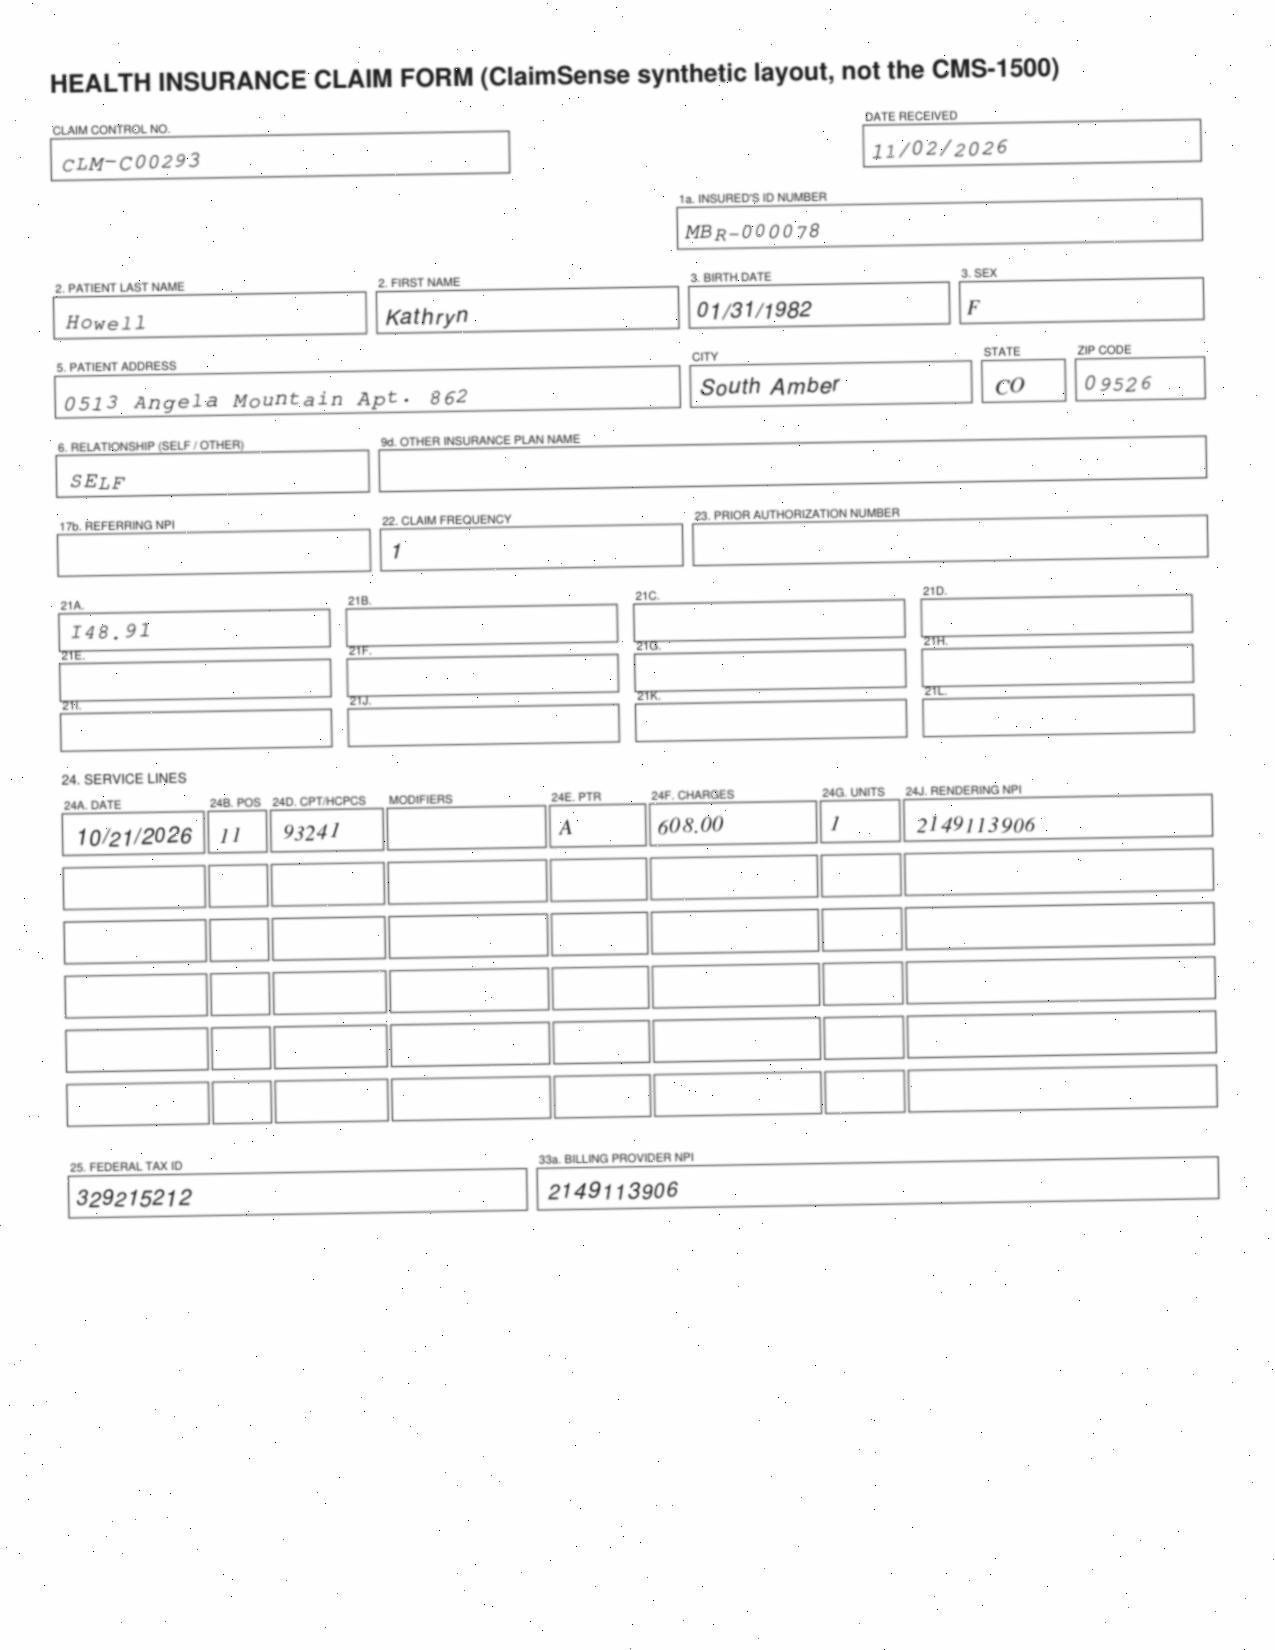 HEALTH INSURANCE CLAIM FORM (ClaimSense synthetic layout, not the CMS-1500)
CLAIM CONTROL NO. DATE RECEIVED
CLM-C00293 11/02/2026
1a. INSURED'S ID NUMBER
MBR-000078
2. PATIENT LAST NAME 2. FIRST NAME 3. BIRTH DATE 3. SEX
Howell Kathryn 01/31/1982 F
5. PATIENT ADDRESS CITY STATE ZIP CODE
0513 Angela Mountain Apt. 862 South Amber CO 09526
6. RELATIONSHIP (SELF / OTHER) 9d. OTHER INSURANCE PLAN NAME
SELF
17b. REFERRING NPI 22. CLAIM FREQUENCY 23. PRIOR AUTHORIZATION NUMBER
1
21A. 21B. 21C. 21D.
I48.91
21E. 21F. 21G. 21H.
21I. 21J. 21K. 21L.
24. SERVICE LINES
24A. DATE 24B. POS 24D. CPT/HCPCS MODIFIERS 24E. PTR 24F. CHARGES 24G. UNITS 24J. RENDERING NPI
10/21/2026 11 93241 A 608.00 1 2149113906
25. FEDERAL TAX ID 33a. BILLING PROVIDER NPI
329215212 2149113906